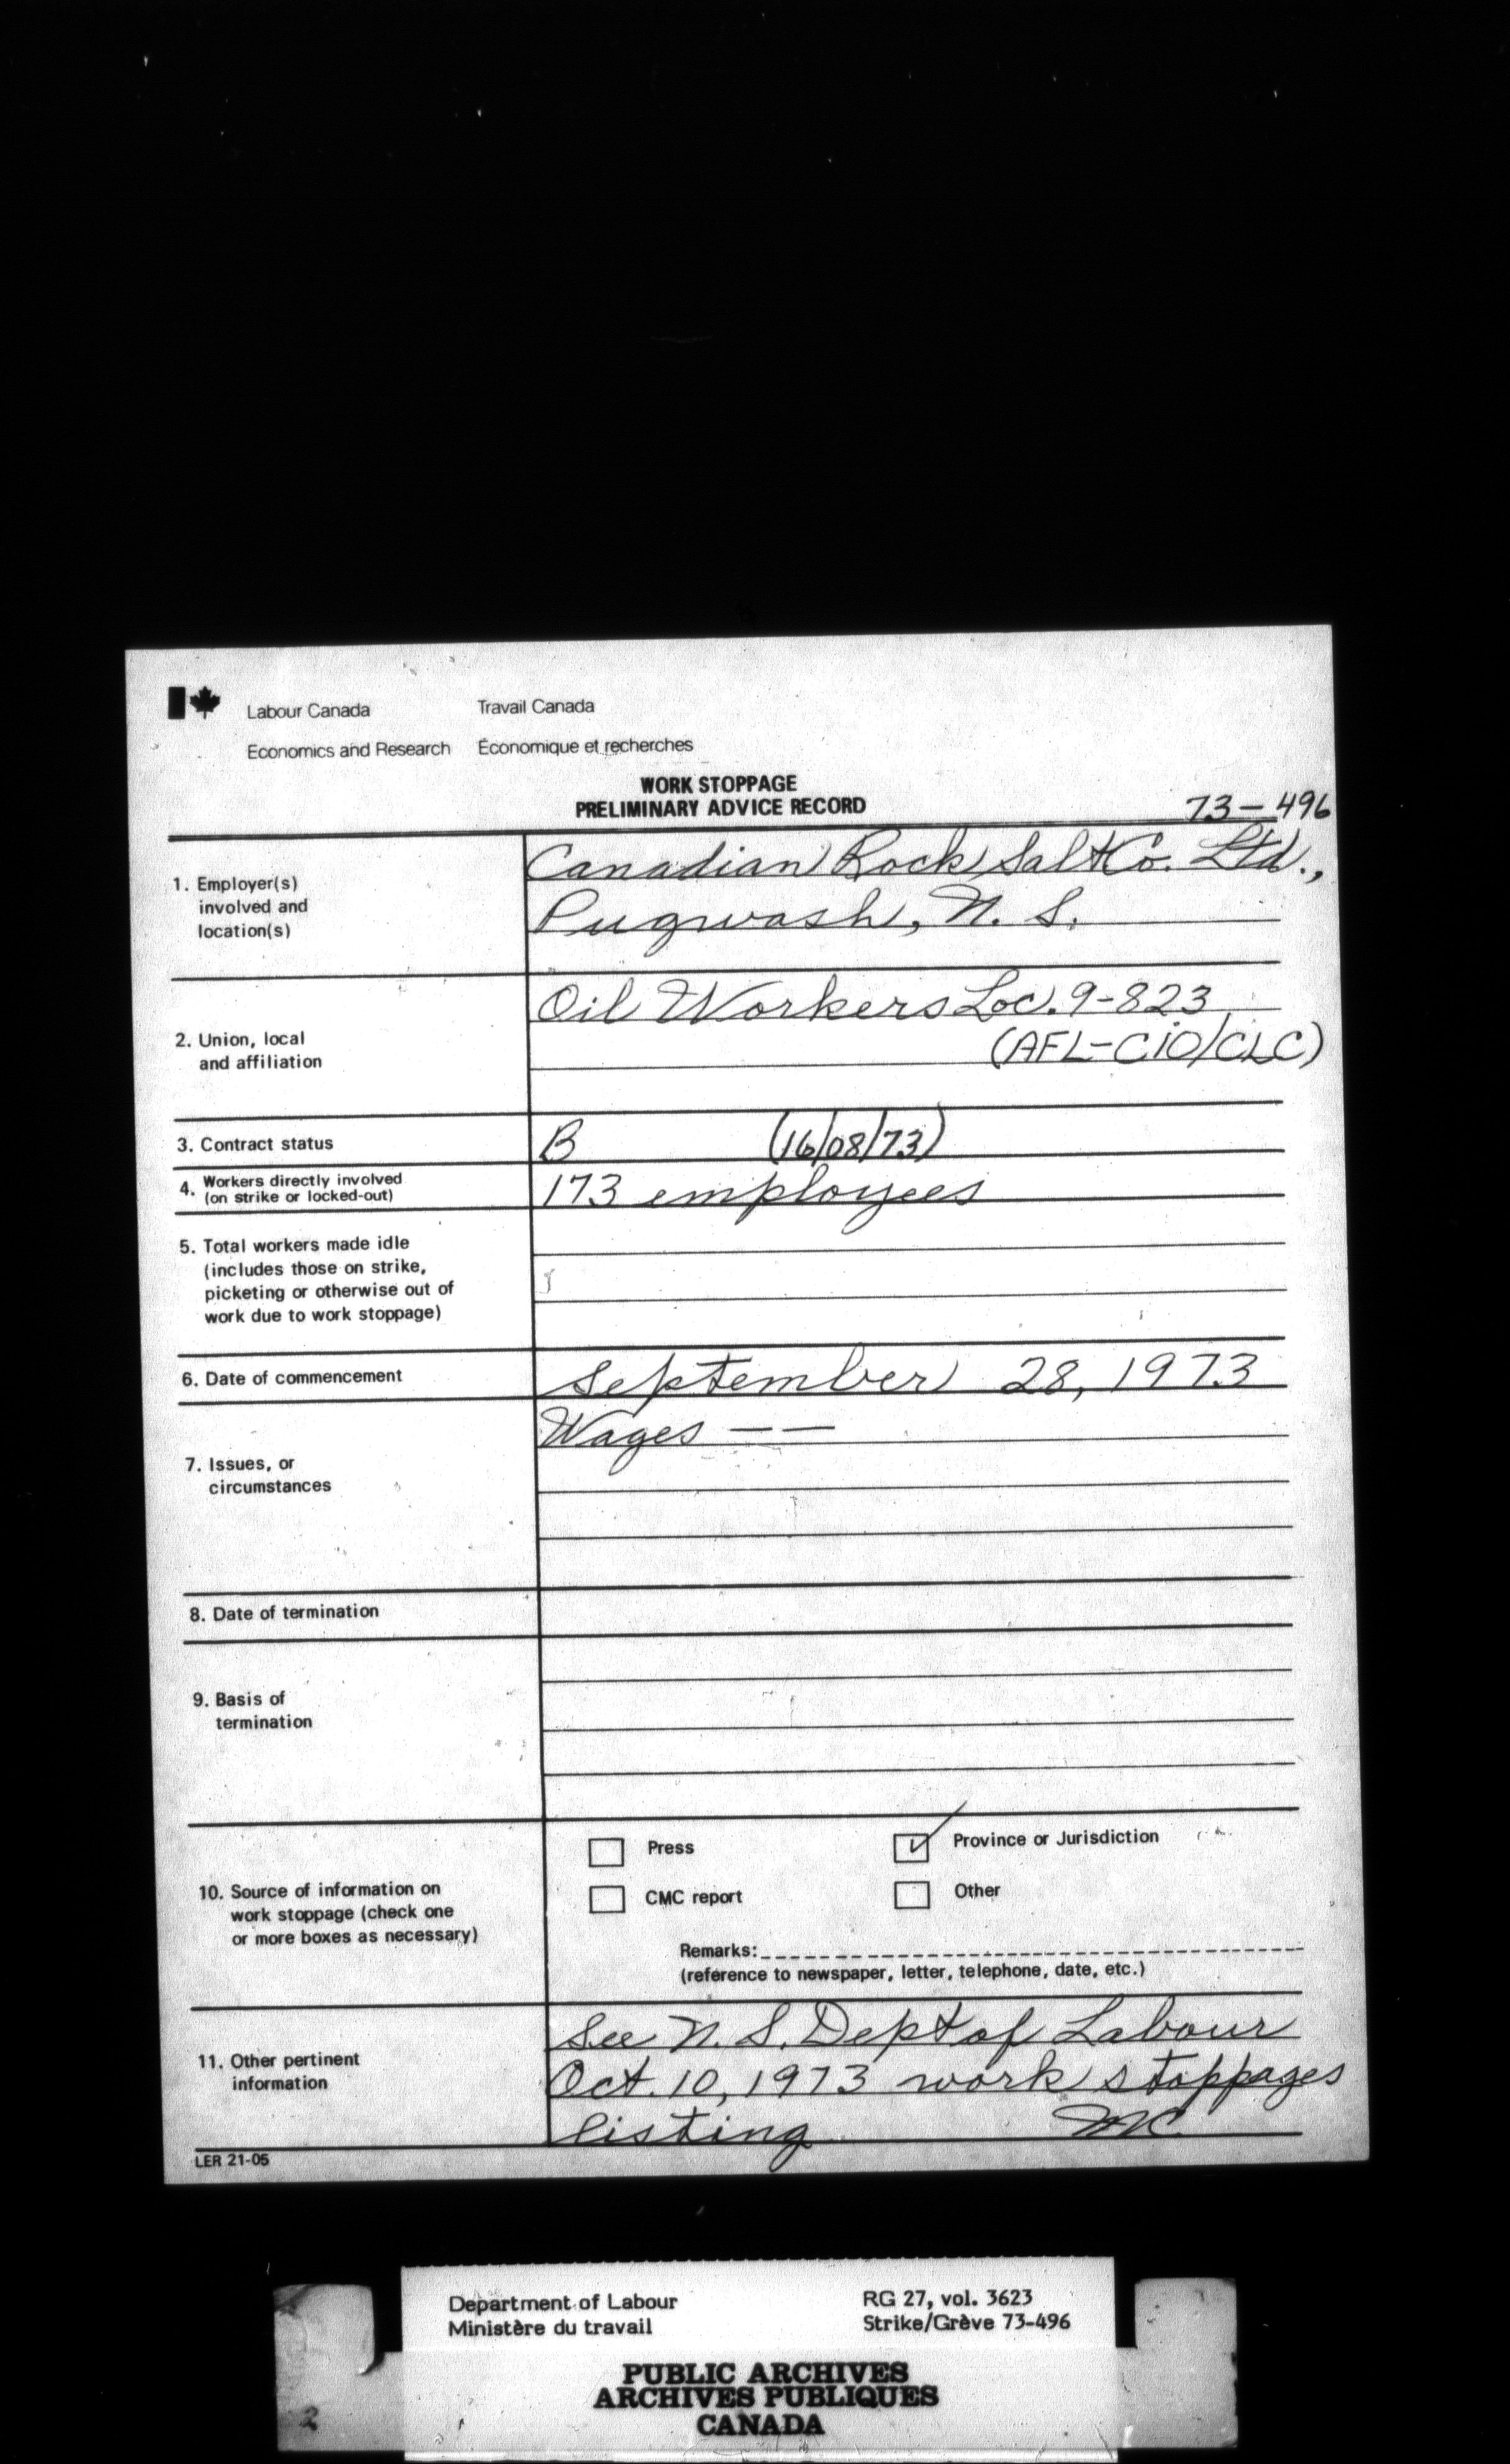 Labour Canada Travail Canada
Economics and Research Économique et recherches
WORK STOPPAGE
PRELIMINARY ADVICE RECORD
73-496
1. Employer(s)
involved and
location(s)
Canadian Rock Salt Co. Ltd.,
Pugwash, N. S.
2. Union, local
and affiliation
Oil Workers Loc. 9-823
(AFL-CIO/CLC)
3. Contract status
B (16/08/73)
4. Workers directly involved
(on strike or locked-out)
173 employees
5. Total workers made idle
(includes those on strike,
picketing or otherwise out of
work due to work stoppage)
6. Date of commencement
September 28, 1973
7. Issues, or
circumstances
Wages — —
8. Date of termination
9. Basis of
termination
10. Source of information on
work stoppage (check one
or more boxes as necessary)
Press
Province or Jurisdiction
CMC report
Other
Remarks:
(reference to newspaper, letter, telephone, date, etc.)
11. Other pertinent
information
See N. S. Dept of Labour
Oct. 10, 1973 work stoppages
listing MC
LER 21-05
Department of Labour RG 27, vol. 3623
Ministère du travail Strike/Grève 73-496
PUBLIC ARCHIVES
ARCHIVES PUBLIQUES
CANADA
2